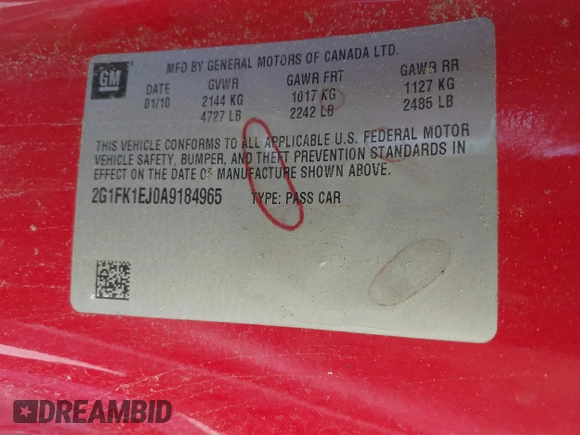 GM
MFD BY GENERAL MOTORS OF CANADA LTD.
DATE GVWR GAWR FRT GAWR RR
01/10 2144 KG 1017 KG 1127 KG
4727 LB 2242 LB 2485 LB
THIS VEHICLE CONFORMS TO ALL APPLICABLE U.S. FEDERAL MOTOR
VEHICLE SAFETY, BUMPER, AND THEFT PREVENTION STANDARDS IN
EFFECT ON THE DATE OF MANUFACTURE SHOWN ABOVE.
2G1FK1EJ0A9184965 TYPE: PASS CAR
DREAMBID